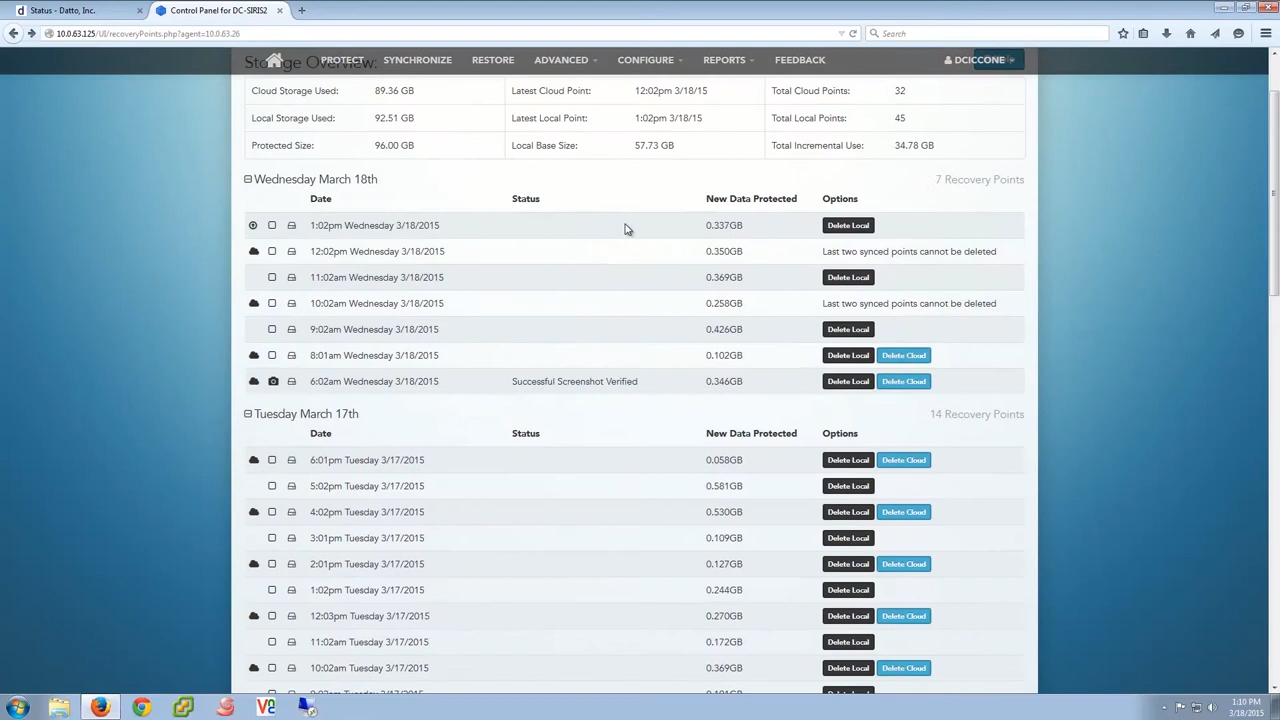 Status - Datto, Inc.
Control Panel for DC-SIRIS2
10.0.63.125/UI/recoveryPoints.php?agent=10.0.63.26
Search
Storage Overview:
PROTECT SYNCHRONIZE RESTORE ADVANCED CONFIGURE REPORTS FEEDBACK DCICCONE
Cloud Storage Used: 89.36 GB Latest Cloud Point: 12:02pm 3/18/15 Total Cloud Points: 32
Local Storage Used: 92.51 GB Latest Local Point: 1:02pm 3/18/15 Total Local Points: 45
Protected Size: 96.00 GB Local Base Size: 57.73 GB Total Incremental Use: 34.78 GB
Wednesday March 18th 7 Recovery Points
Date Status New Data Protected Options
1:02pm Wednesday 3/18/2015 0.337GB Delete Local
12:02pm Wednesday 3/18/2015 0.350GB Last two synced points cannot be deleted
11:02am Wednesday 3/18/2015 0.369GB Delete Local
10:02am Wednesday 3/18/2015 0.258GB Last two synced points cannot be deleted
9:02am Wednesday 3/18/2015 0.426GB Delete Local
8:01am Wednesday 3/18/2015 0.102GB Delete Local Delete Cloud
6:02am Wednesday 3/18/2015 Successful Screenshot Verified 0.346GB Delete Local Delete Cloud
Tuesday March 17th 14 Recovery Points
Date Status New Data Protected Options
6:01pm Tuesday 3/17/2015 0.058GB Delete Local Delete Cloud
5:02pm Tuesday 3/17/2015 0.581GB Delete Local
4:02pm Tuesday 3/17/2015 0.530GB Delete Local Delete Cloud
3:01pm Tuesday 3/17/2015 0.109GB Delete Local
2:01pm Tuesday 3/17/2015 0.127GB Delete Local Delete Cloud
1:02pm Tuesday 3/17/2015 0.244GB Delete Local
12:03pm Tuesday 3/17/2015 0.270GB Delete Local Delete Cloud
11:02am Tuesday 3/17/2015 0.172GB Delete Local
10:02am Tuesday 3/17/2015 0.369GB Delete Local Delete Cloud
1:10 PM
3/18/2015